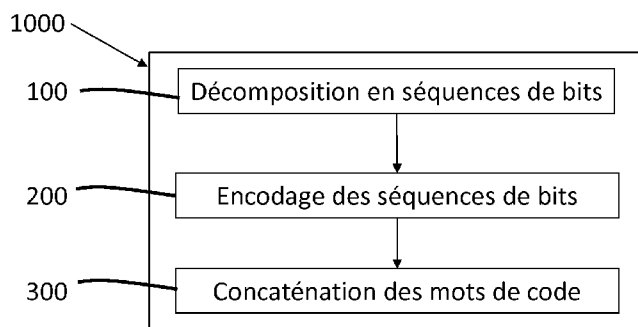 1000
100 Décomposition en séquences de bits
200 Encodage des séquences de bits
300 Concaténation des mots de code